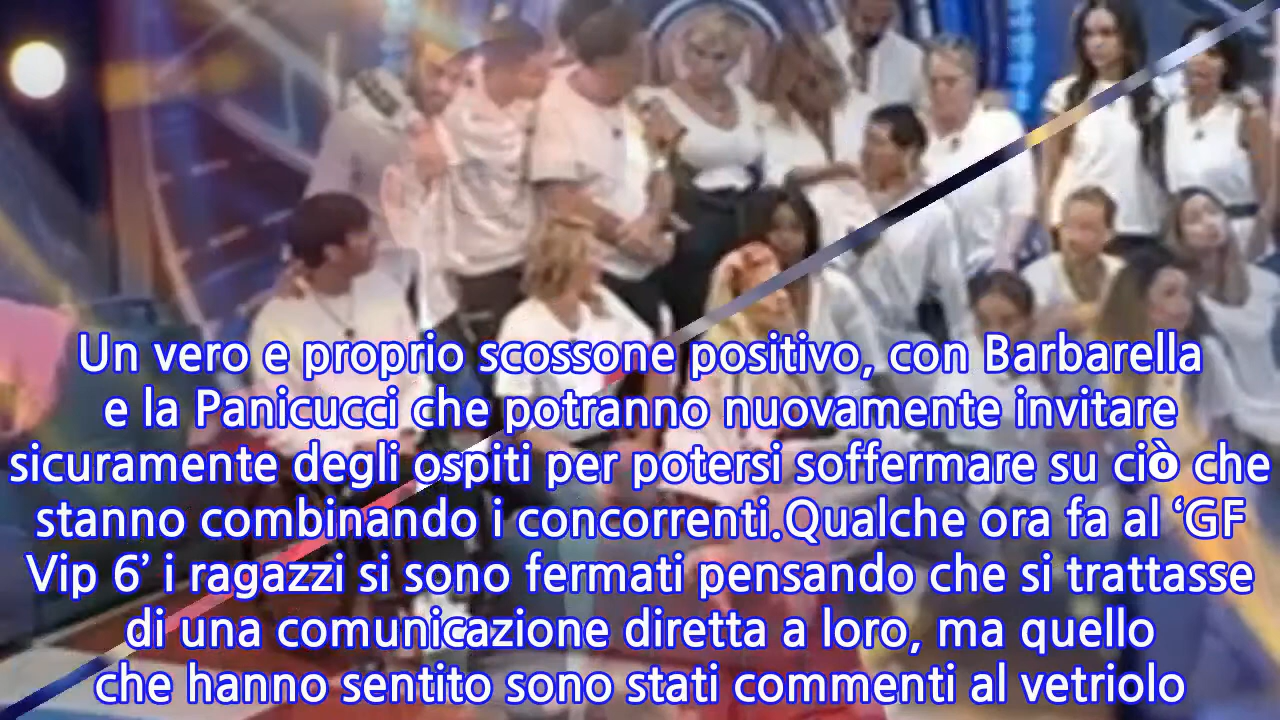 Un vero e proprio scossone positivo, con Barbarella
e la Panicucci che potranno nuovamente invitare
sicuramente degli ospiti per potersi soffermare su ciò che
stanno combinando i concorrenti.Qualche ora fa al ‘GF
Vip 6’ i ragazzi si sono fermati pensando che si trattasse
di una comunicazione diretta a loro, ma quello
che hanno sentito sono stati commenti al vetriolo